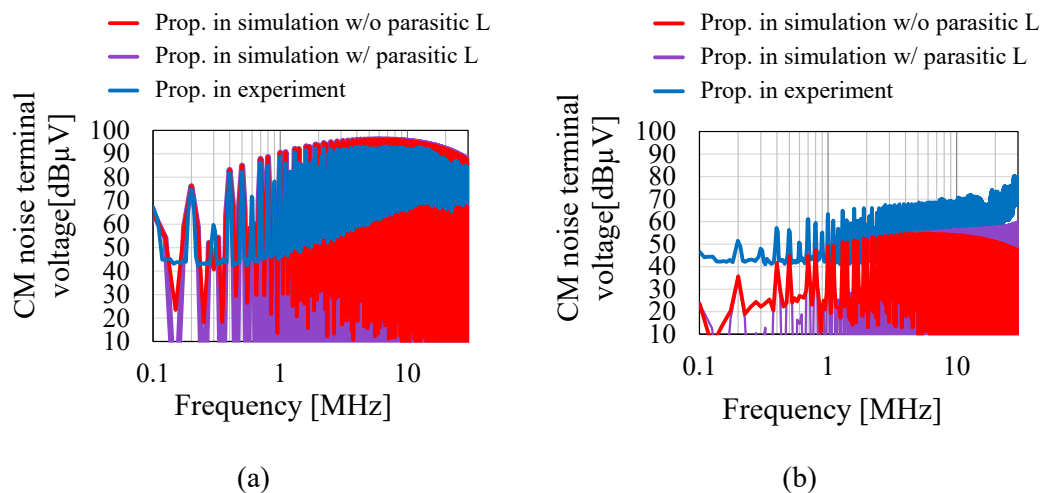 Prop. in simulation w/o parasitic L
Prop. in simulation w/ parasitic L
Prop. in experiment
CM noise terminal
voltage[dBμV]
100
90
80
70
60
50
40
30
20
10
0.1
1
10
Frequency [MHz]
(a)
Prop. in simulation w/o parasitic L
Prop. in simulation w/ parasitic L
Prop. in experiment
CM noise terminal
voltage[dBμV]
100
90
80
70
60
50
40
30
20
10
0.1
1
10
Frequency [MHz]
(b)